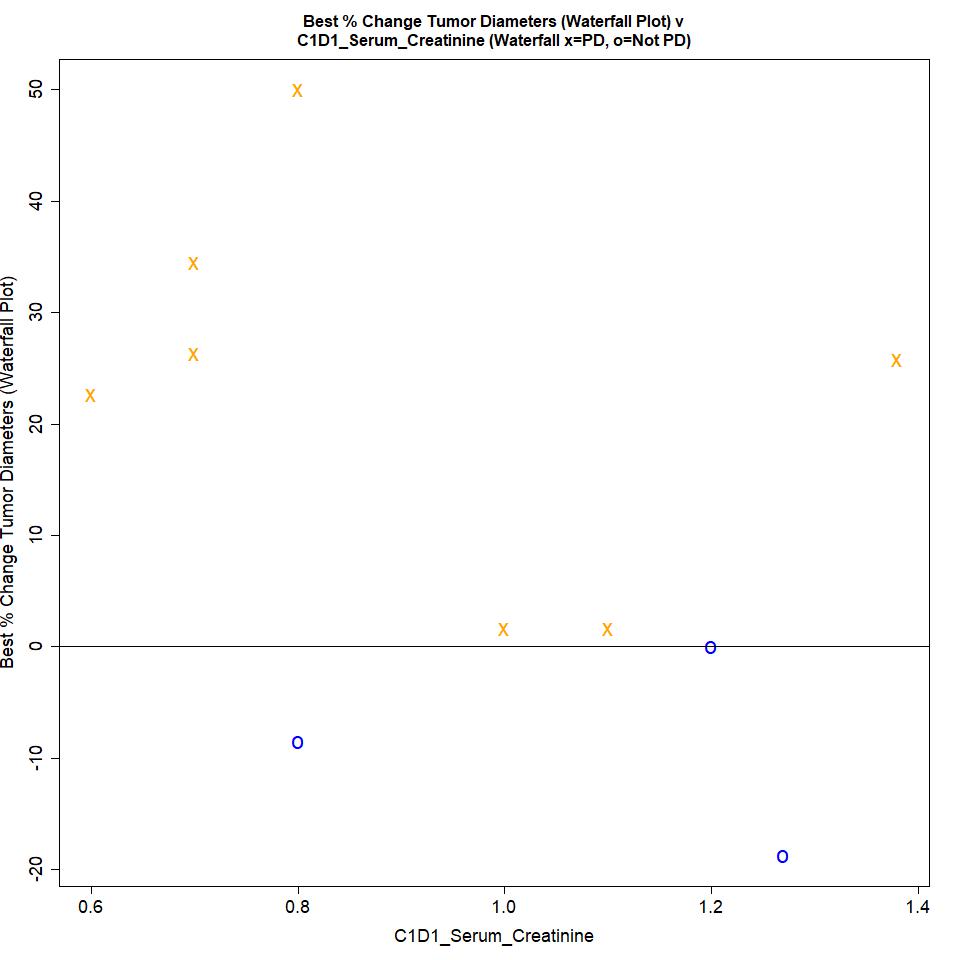 Best % Change Tumor Diameters (Waterfall Plot) v
C1D1_Serum_Creatinine (Waterfall x=PD, o=Not PD)
Best % Change Tumor Diameters (Waterfall Plot)
50
40
30
20
10
0
-10
-20
x
x
x
x
x
x
x
o
o
o
0.6
0.8
1.0
1.2
1.4
C1D1_Serum_Creatinine